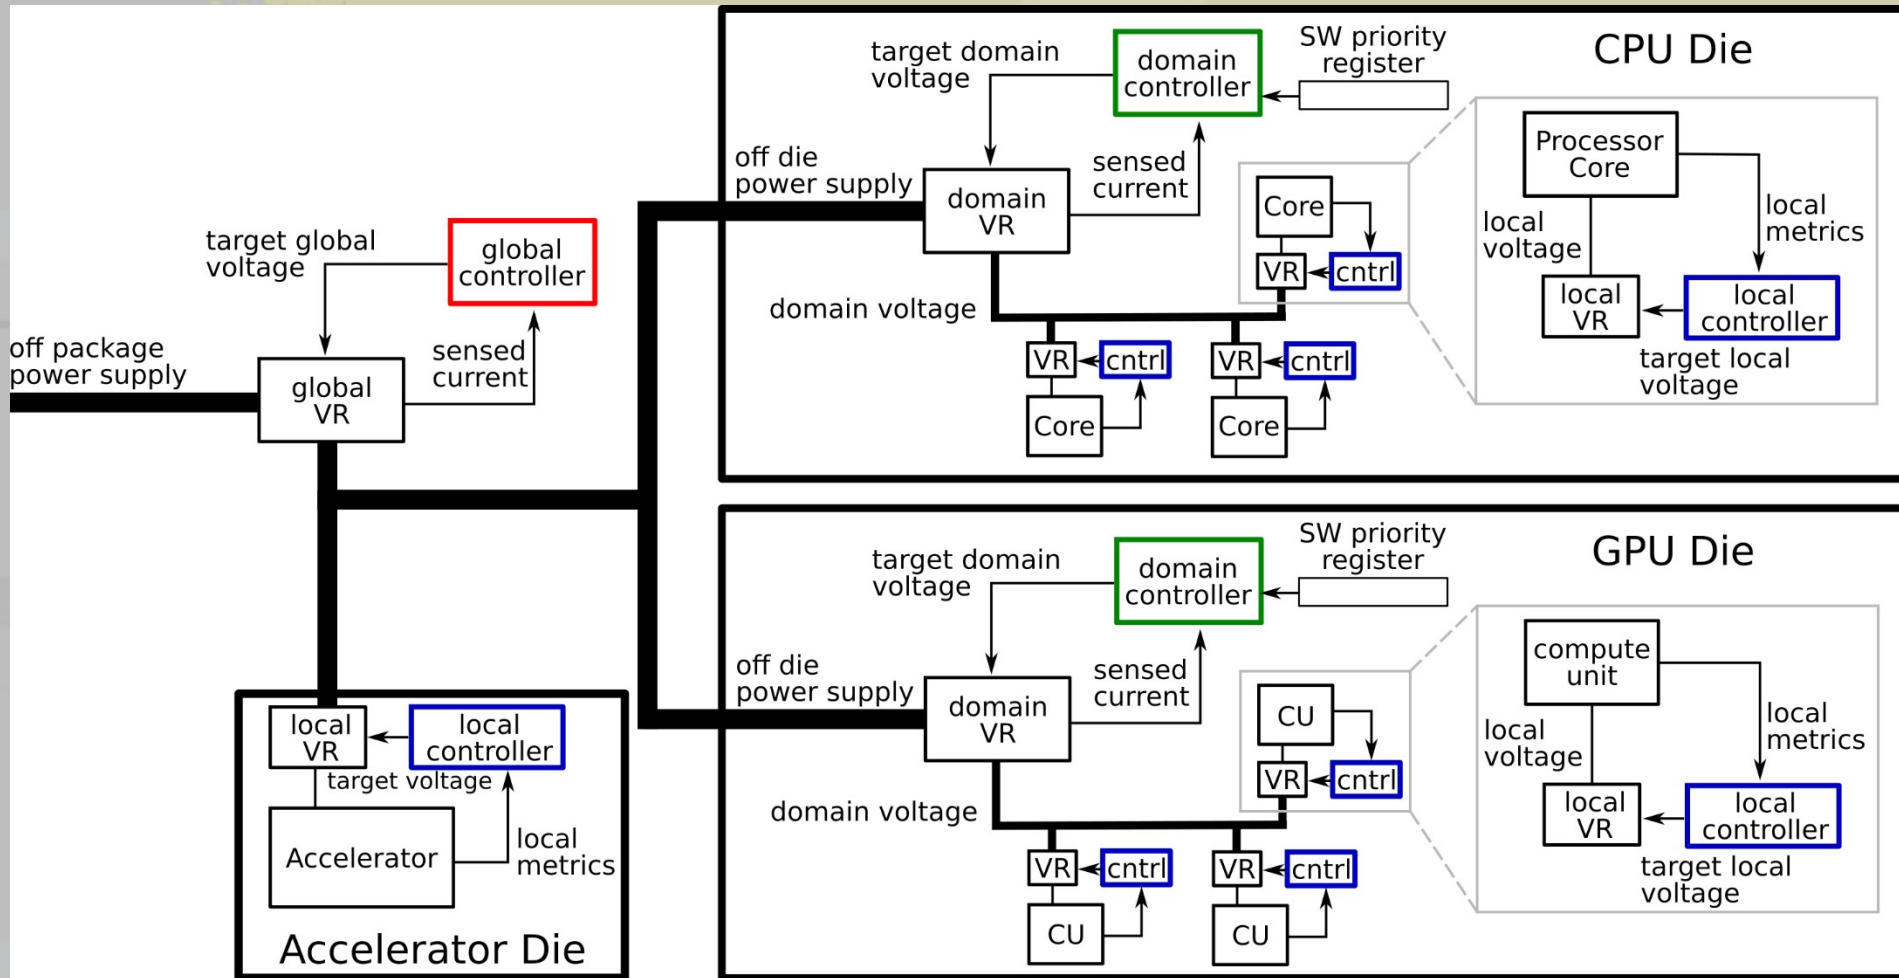 off package
power supply
global
VR
target global
voltage
global
controller
sensed
current
CPU Die
off die
power supply
target domain
voltage
domain
controller
SW priority
register
domain
VR
sensed
current
domain voltage
Core
VR
cntrl
VR
cntrl
Core
VR
cntrl
Core
Processor
Core
local
voltage
local
metrics
local
VR
local
controller
target local
voltage
GPU Die
off die
power supply
target domain
voltage
domain
controller
SW priority
register
domain
VR
sensed
current
domain voltage
CU
VR
cntrl
VR
cntrl
CU
VR
cntrl
CU
compute
unit
local
voltage
local
metrics
local
VR
local
controller
target local
voltage
local
VR
local
controller
target voltage
Accelerator
local
metrics
Accelerator Die